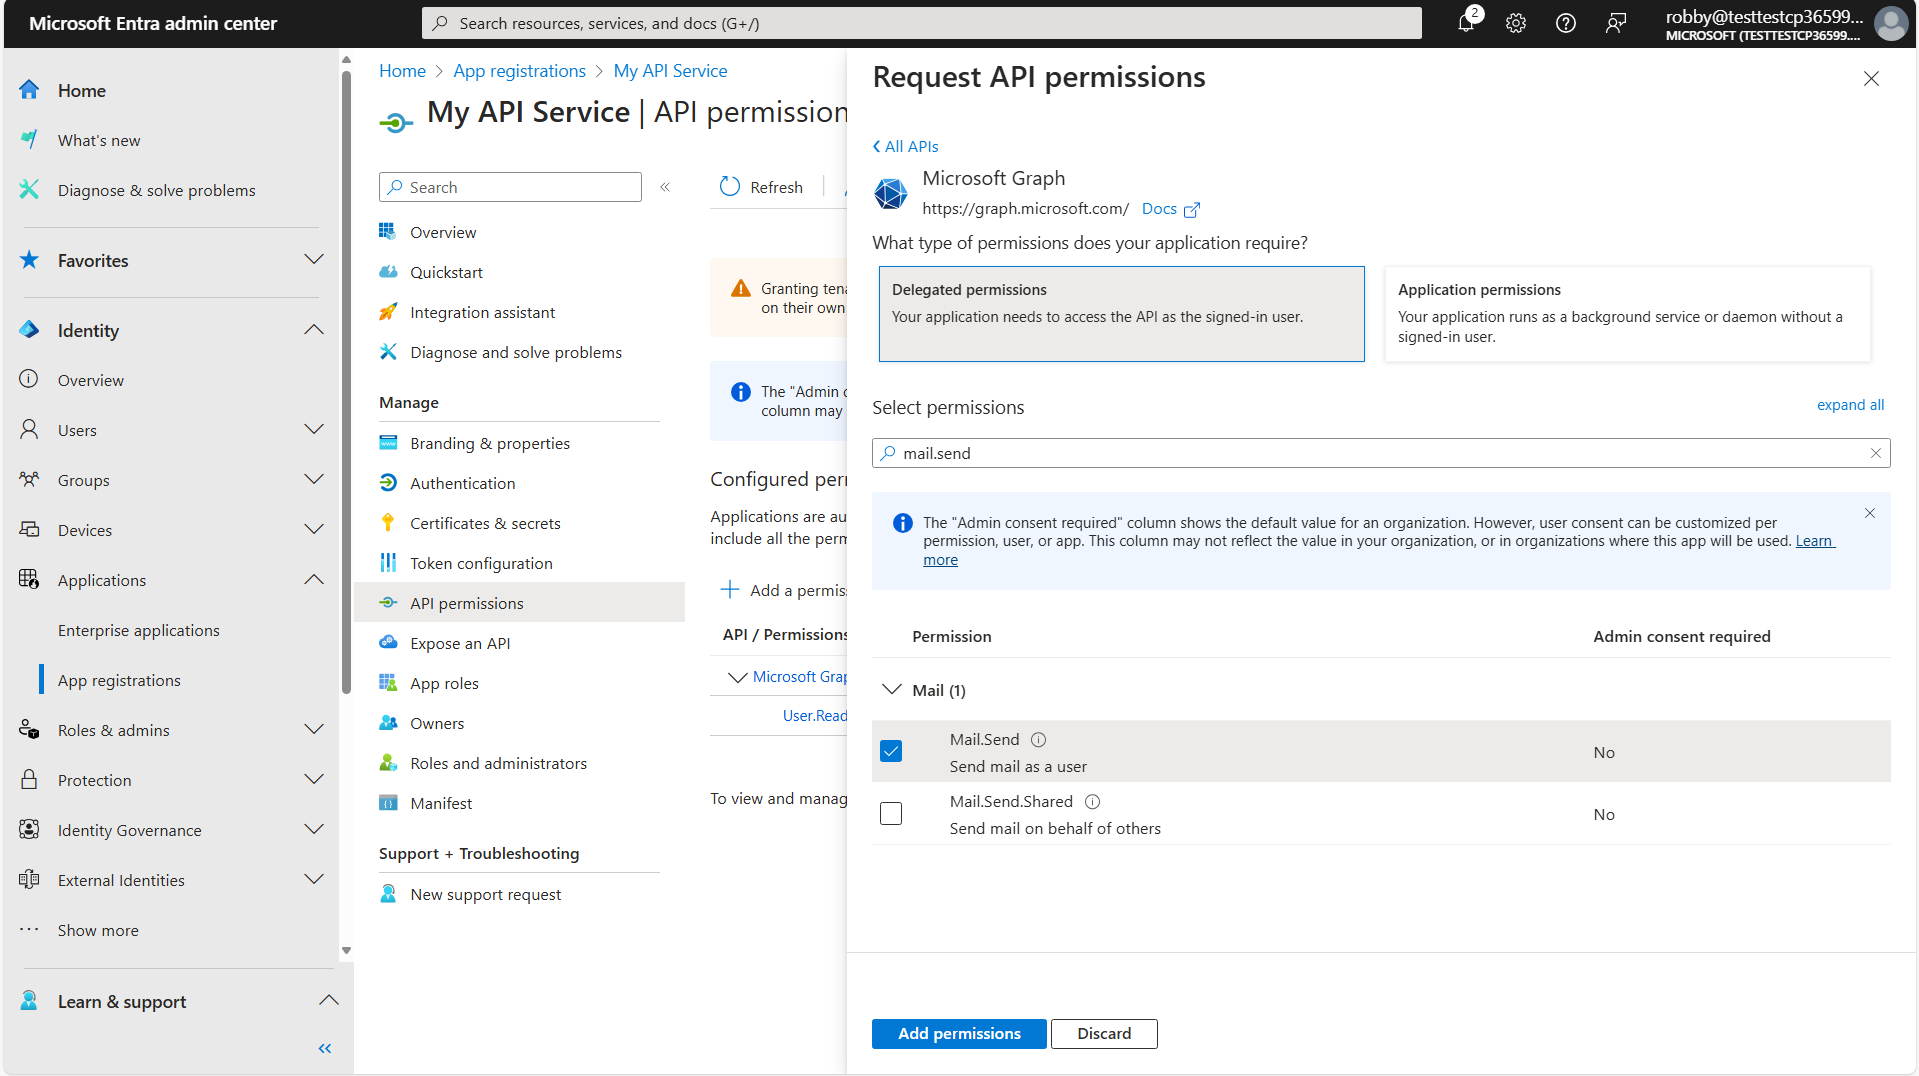 Microsoft Entra admin center
Search resources, services, and docs (G+/)
2
robby@testtestcp36599...
MICROSOFT (TESTTESTCP36599....
Home
What's new
Diagnose & solve problems
Favorites
Identity
Overview
Users
Groups
Devices
Applications
Enterprise applications
App registrations
Roles & admins
Protection
Identity Governance
External Identities
Show more
Learn & support
Home > App registrations > My API Service
My API Service | API permission
Search
Overview
Quickstart
Integration assistant
Diagnose and solve problems
Manage
Branding & properties
Authentication
Certificates & secrets
Token configuration
API permissions
Expose an API
App roles
Owners
Roles and administrators
Manifest
Support + Troubleshooting
New support request
Refresh
Granting tena
on their own
The "Admin c
column may
Configured perr
Applications are au
include all the perm
Add a permis
API / Permissions
Microsoft Grap
User.Read
To view and manag
Request API permissions
All APIs
Microsoft Graph
https://graph.microsoft.com/ Docs
What type of permissions does your application require?
Delegated permissions
Your application needs to access the API as the signed-in user.
Application permissions
Your application runs as a background service or daemon without a
signed-in user.
Select permissions
expand all
mail.send
The "Admin consent required" column shows the default value for an organization. However, user consent can be customized per
permission, user, or app. This column may not reflect the value in your organization, or in organizations where this app will be used. Learn
more
Permission Admin consent required
Mail (1)
Mail.Send
Send mail as a user
No
Mail.Send.Shared
Send mail on behalf of others
No
Add permissions Discard